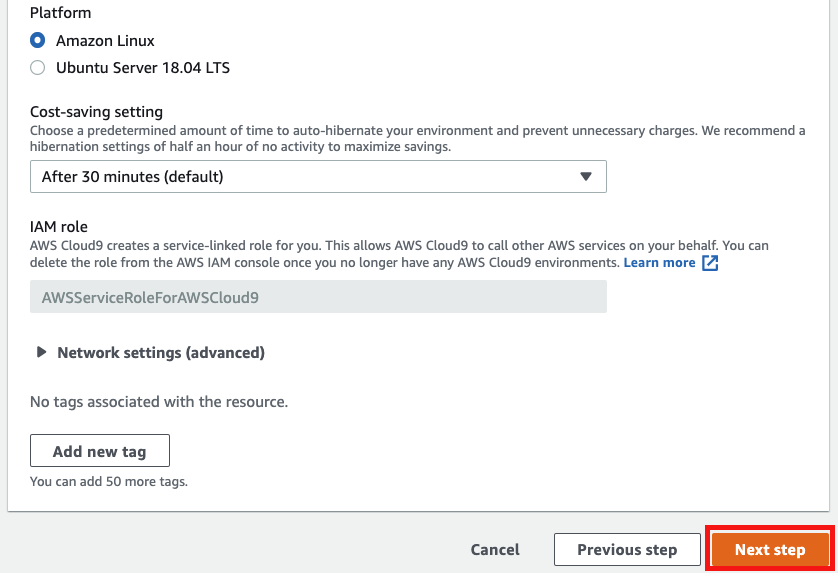 Platform
Amazon Linux
Ubuntu Server 18.04 LTS
Cost-saving setting
Choose a predetermined amount of time to auto-hibernate your environment and prevent unnecessary charges. We recommend a
hibernation settings of half an hour of no activity to maximize savings.
After 30 minutes (default)
IAM role
AWS Cloud9 creates a service-linked role for you. This allows AWS Cloud9 to call other AWS services on your behalf. You can
delete the role from the AWS IAM console once you no longer have any AWS Cloud9 environments. Learn more
AWSServiceRoleForAWSCloud9
Network settings (advanced)
No tags associated with the resource.
Add new tag
You can add 50 more tags.
Cancel Previous step Next step